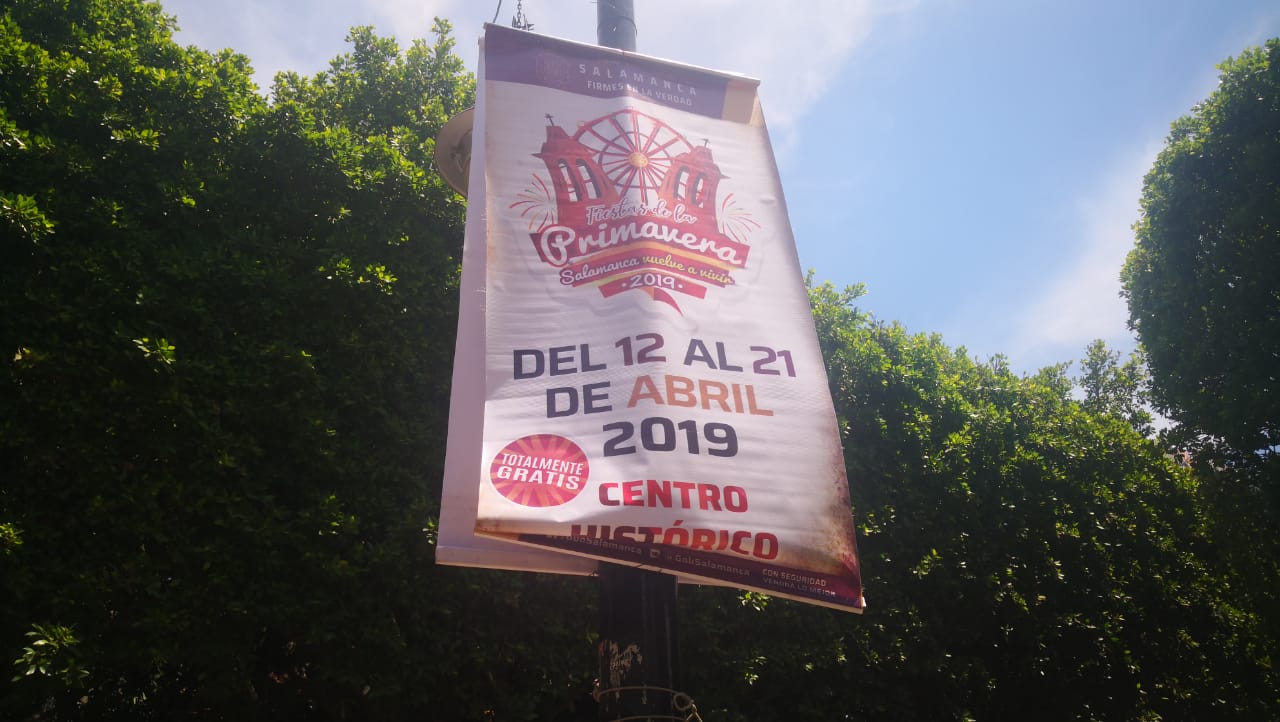 SALAMANCA
FIRMES EN LA VERDAD
Fiestas de la
Primavera
Salamanca vuelve a vivir
·2019·
DEL 12 AL 21
DE ABRIL
2019
TOTALMENTE
GRATIS
CENTRO
HISTÓRICO
GobSalamanca @GobSalamanca
CON SEGURIDAD
VENDRÁ LO MEJOR